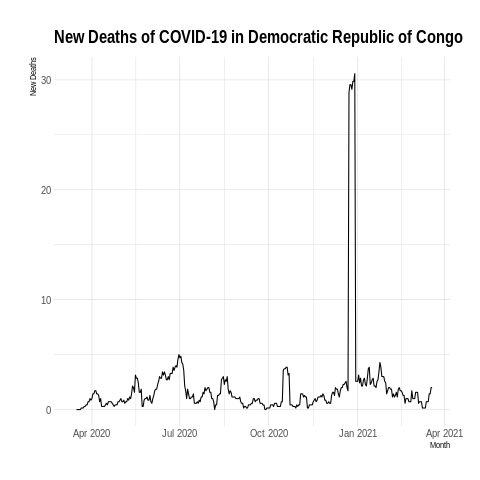 New Deaths of COVID-19 in Democratic Republic of Congo
New Deaths
30
20
10
0
Apr 2020 Jul 2020 Oct 2020 Jan 2021 Apr 2021
Month